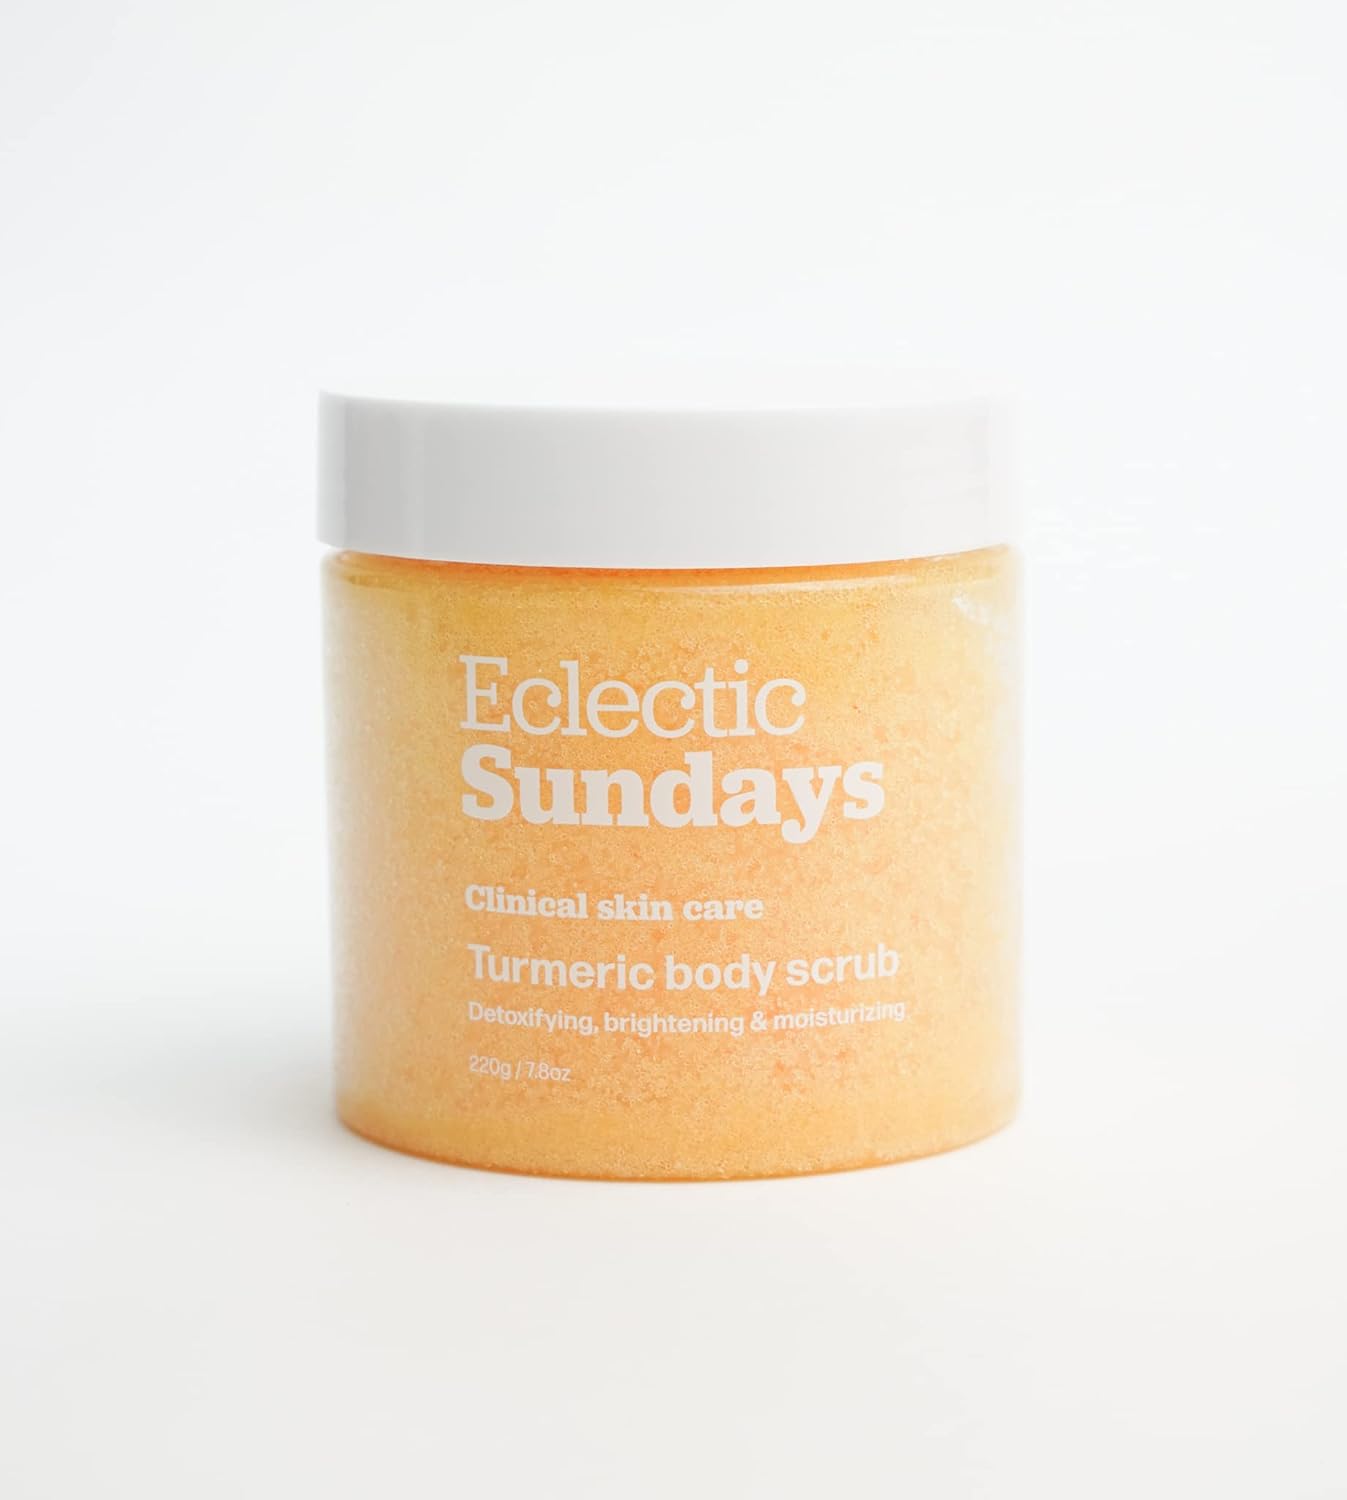 Eclectic
Sundays
Clinical skin care
Turmeric body scrub
Detoxifying, brightening & moisturizing
220g / 7.8oz